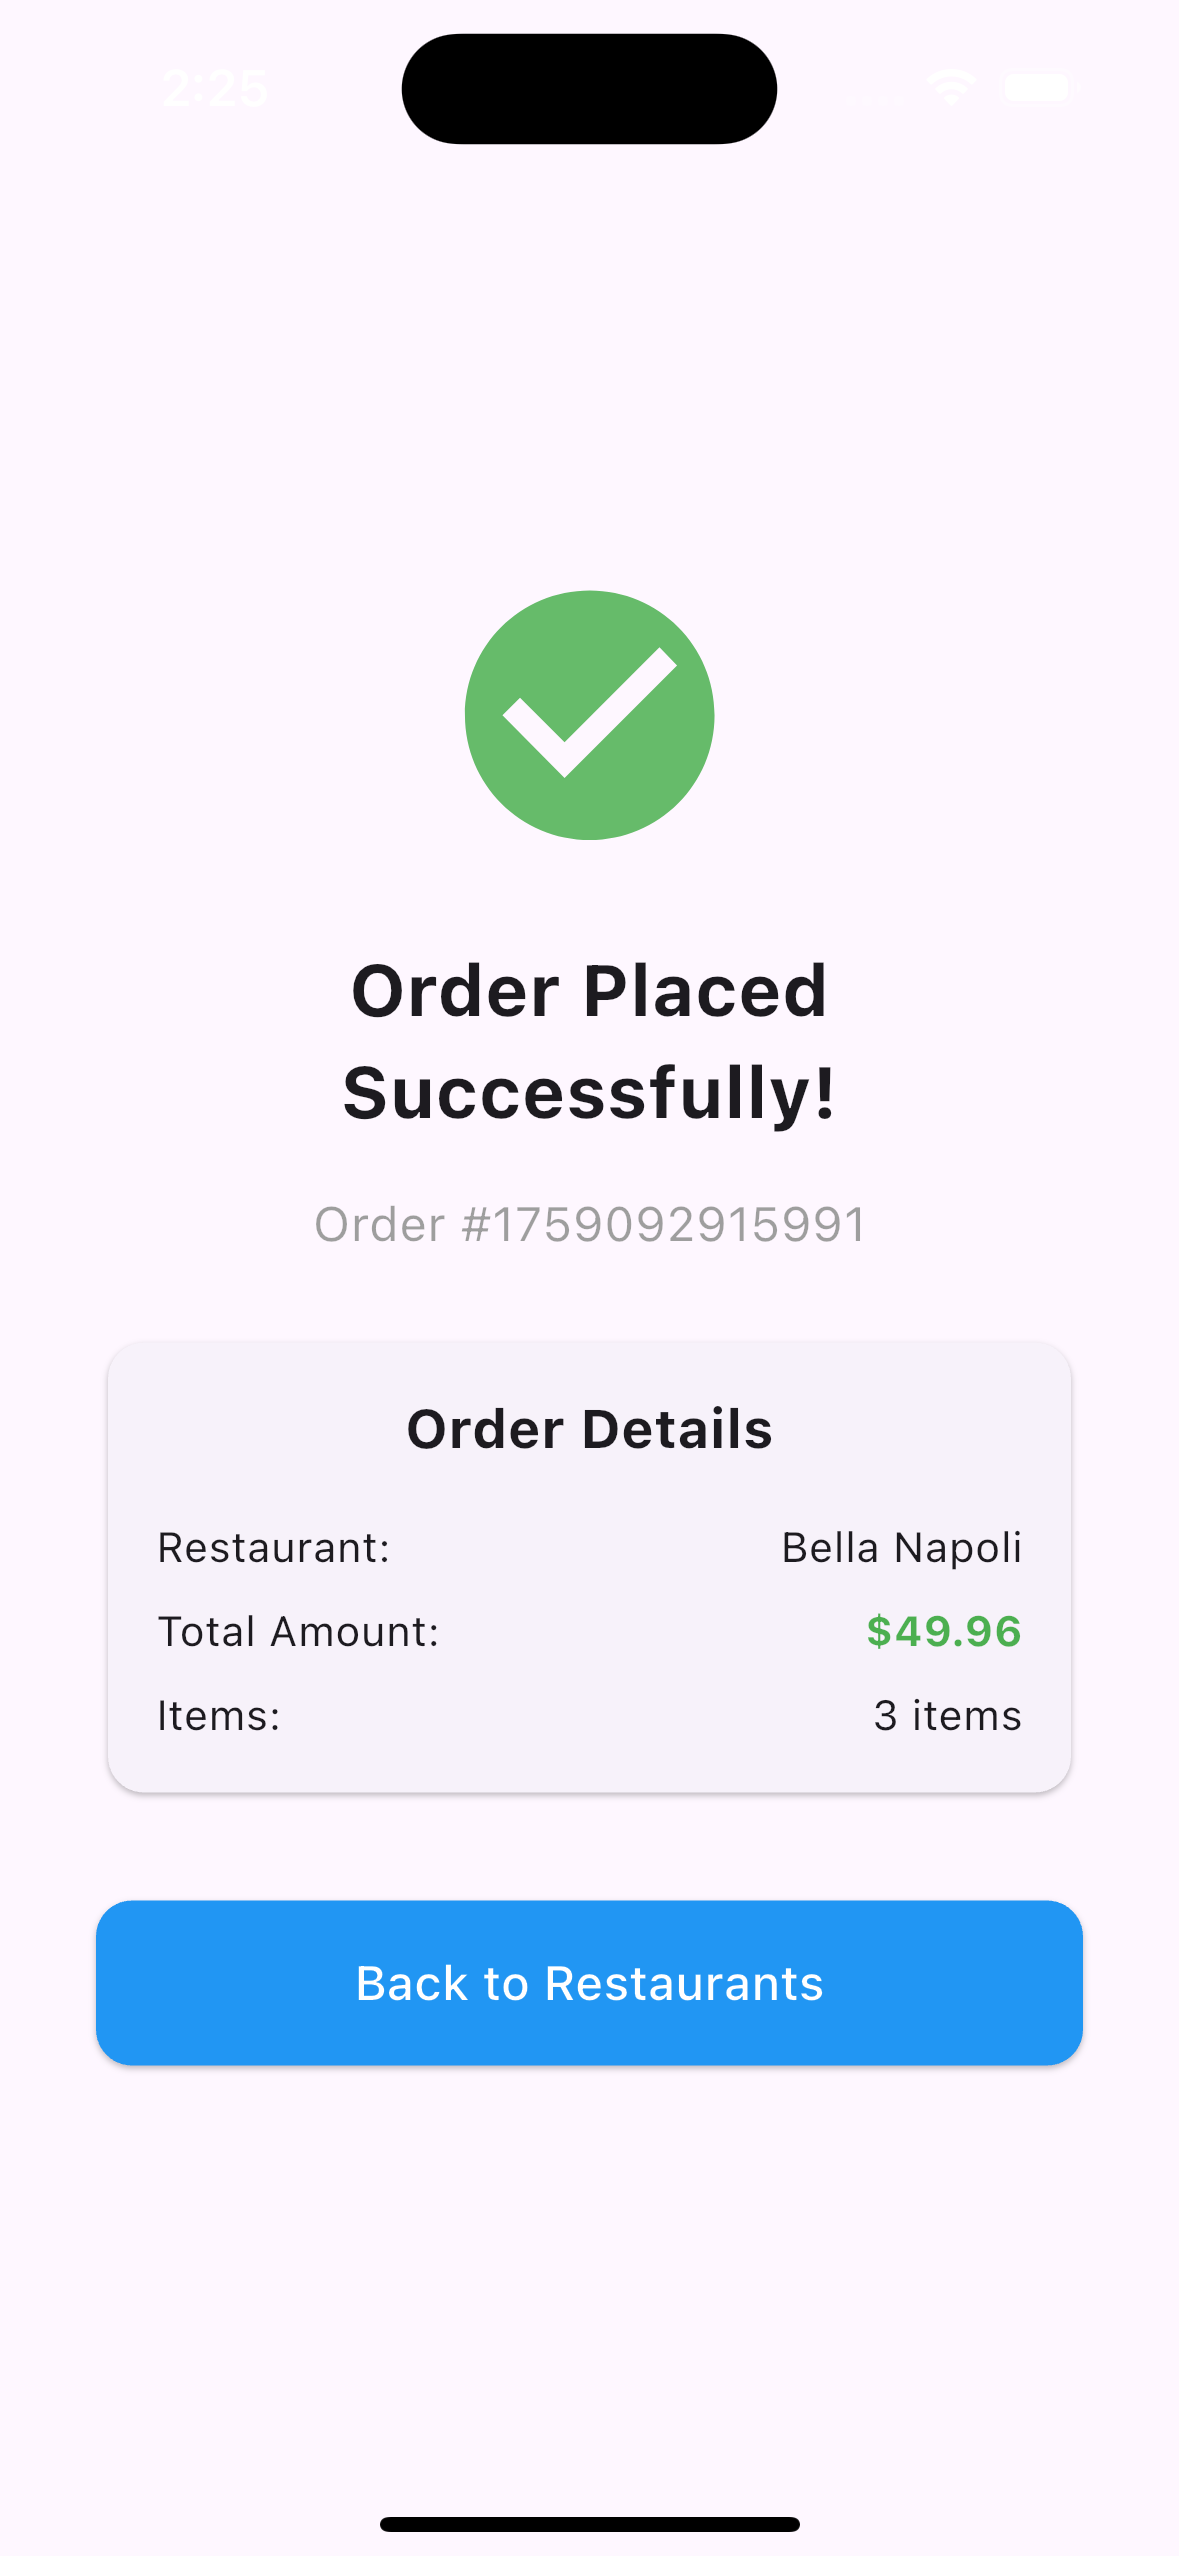 2:25
Order Placed
Successfully!
Order #1759092915991
Order Details
Restaurant: Bella Napoli
Total Amount: $49.96
Items: 3 items
Back to Restaurants